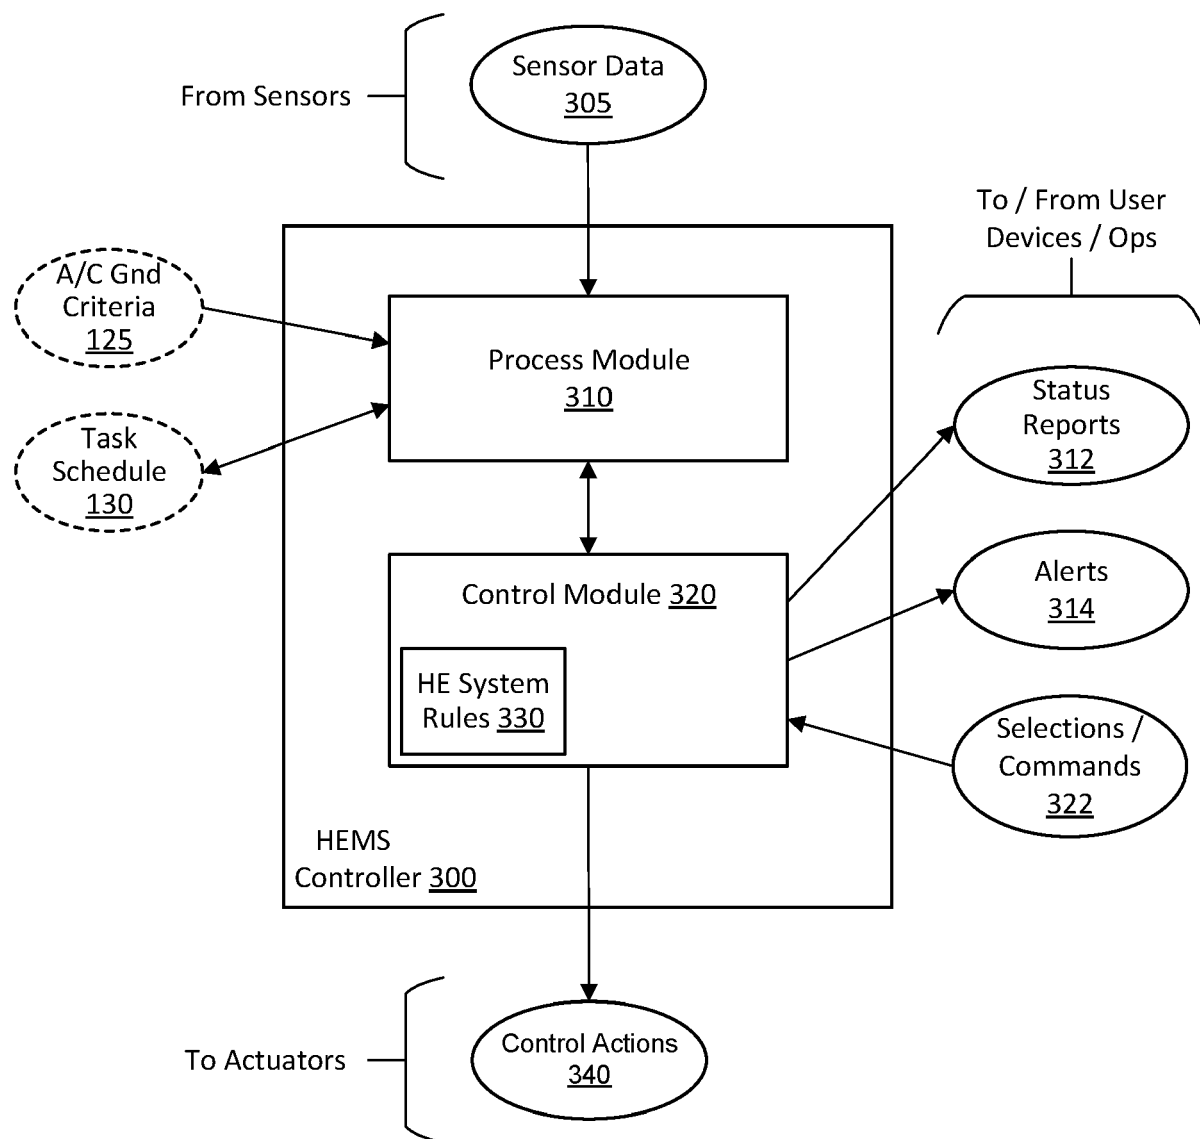 Sensor Data
305
From Sensors
To / From User
Devices / Ops
A/C Gnd
Criteria
125
Process Module
310
Status
Reports
312
Task
Schedule
130
Control Module 320
Alerts
314
HE System
Rules 330
Selections /
Commands
322
HEMS
Controller 300
Control Actions
340
To Actuators